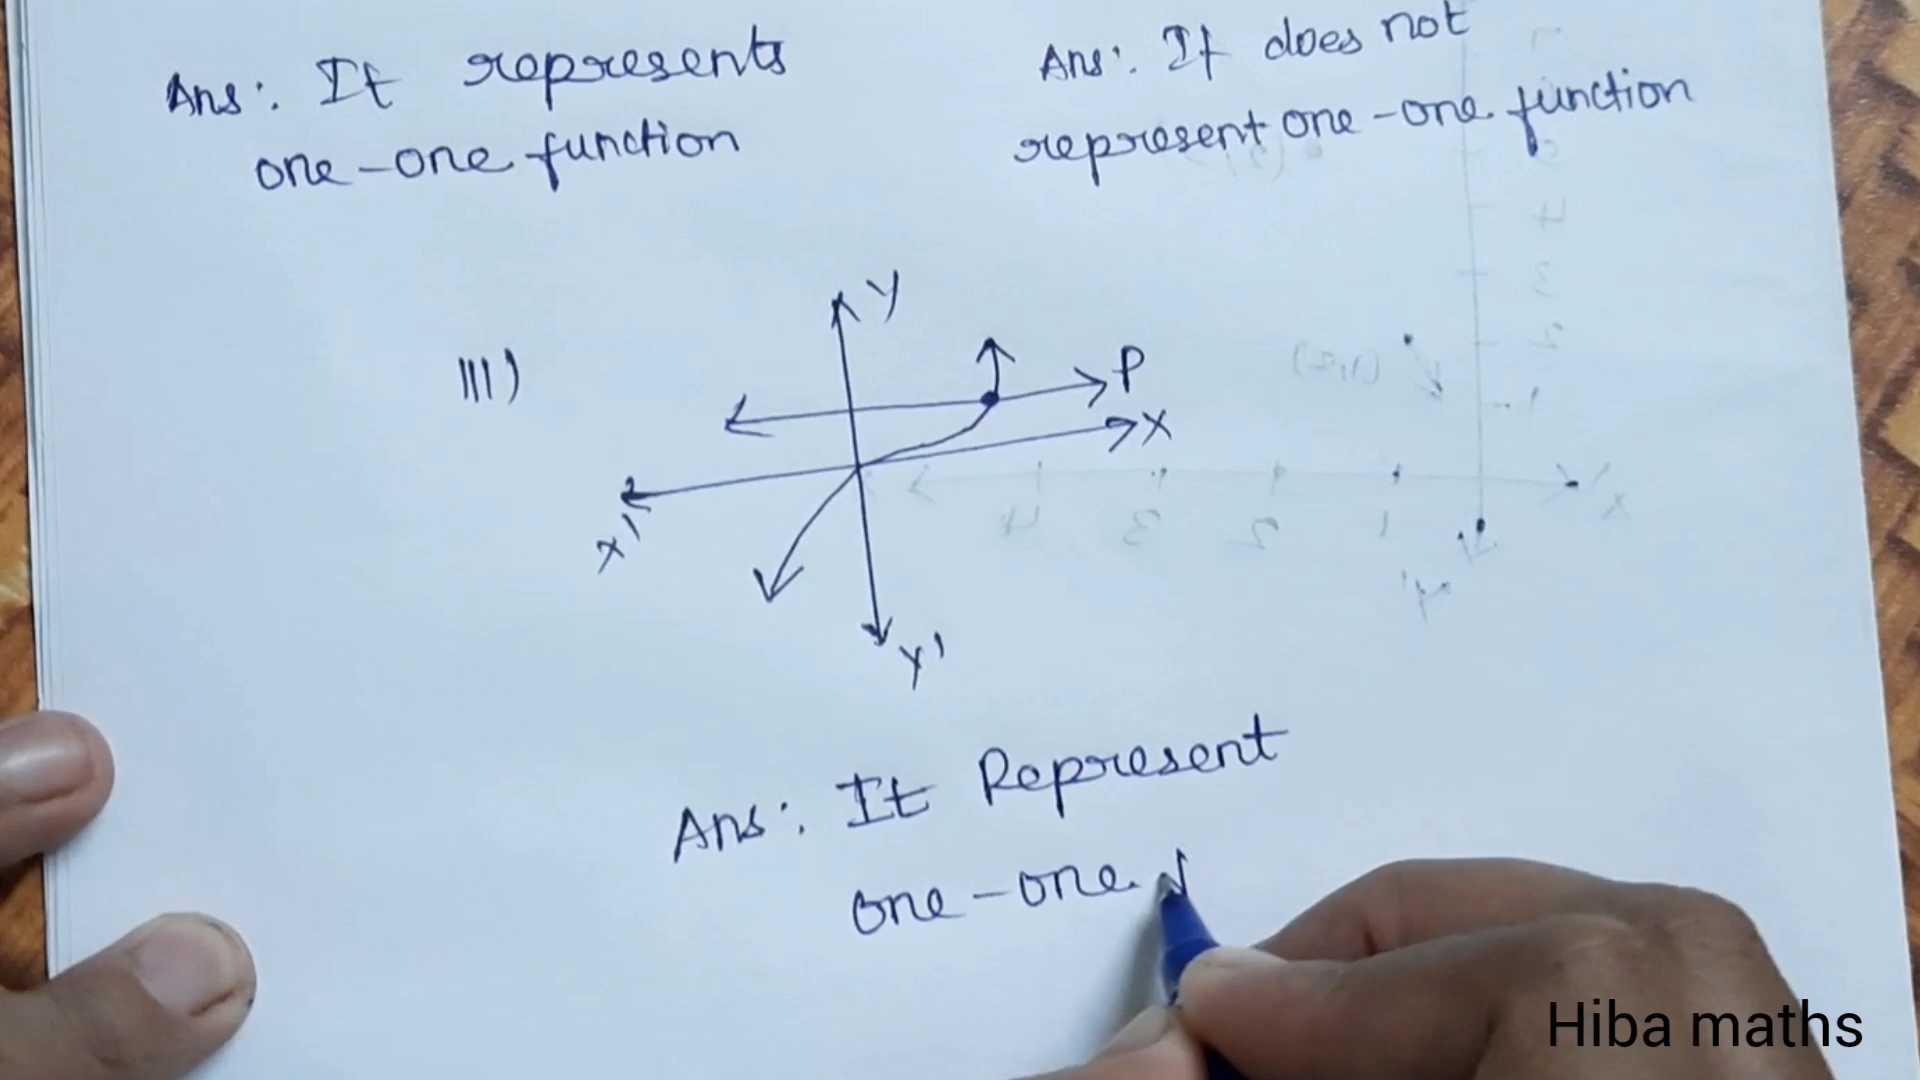 Ans: It represents
one-one function
Ans: It does not
represent one-one function
III)
Y
P
X
X'
Y'
Ans: It Represent
one-one
Hiba maths